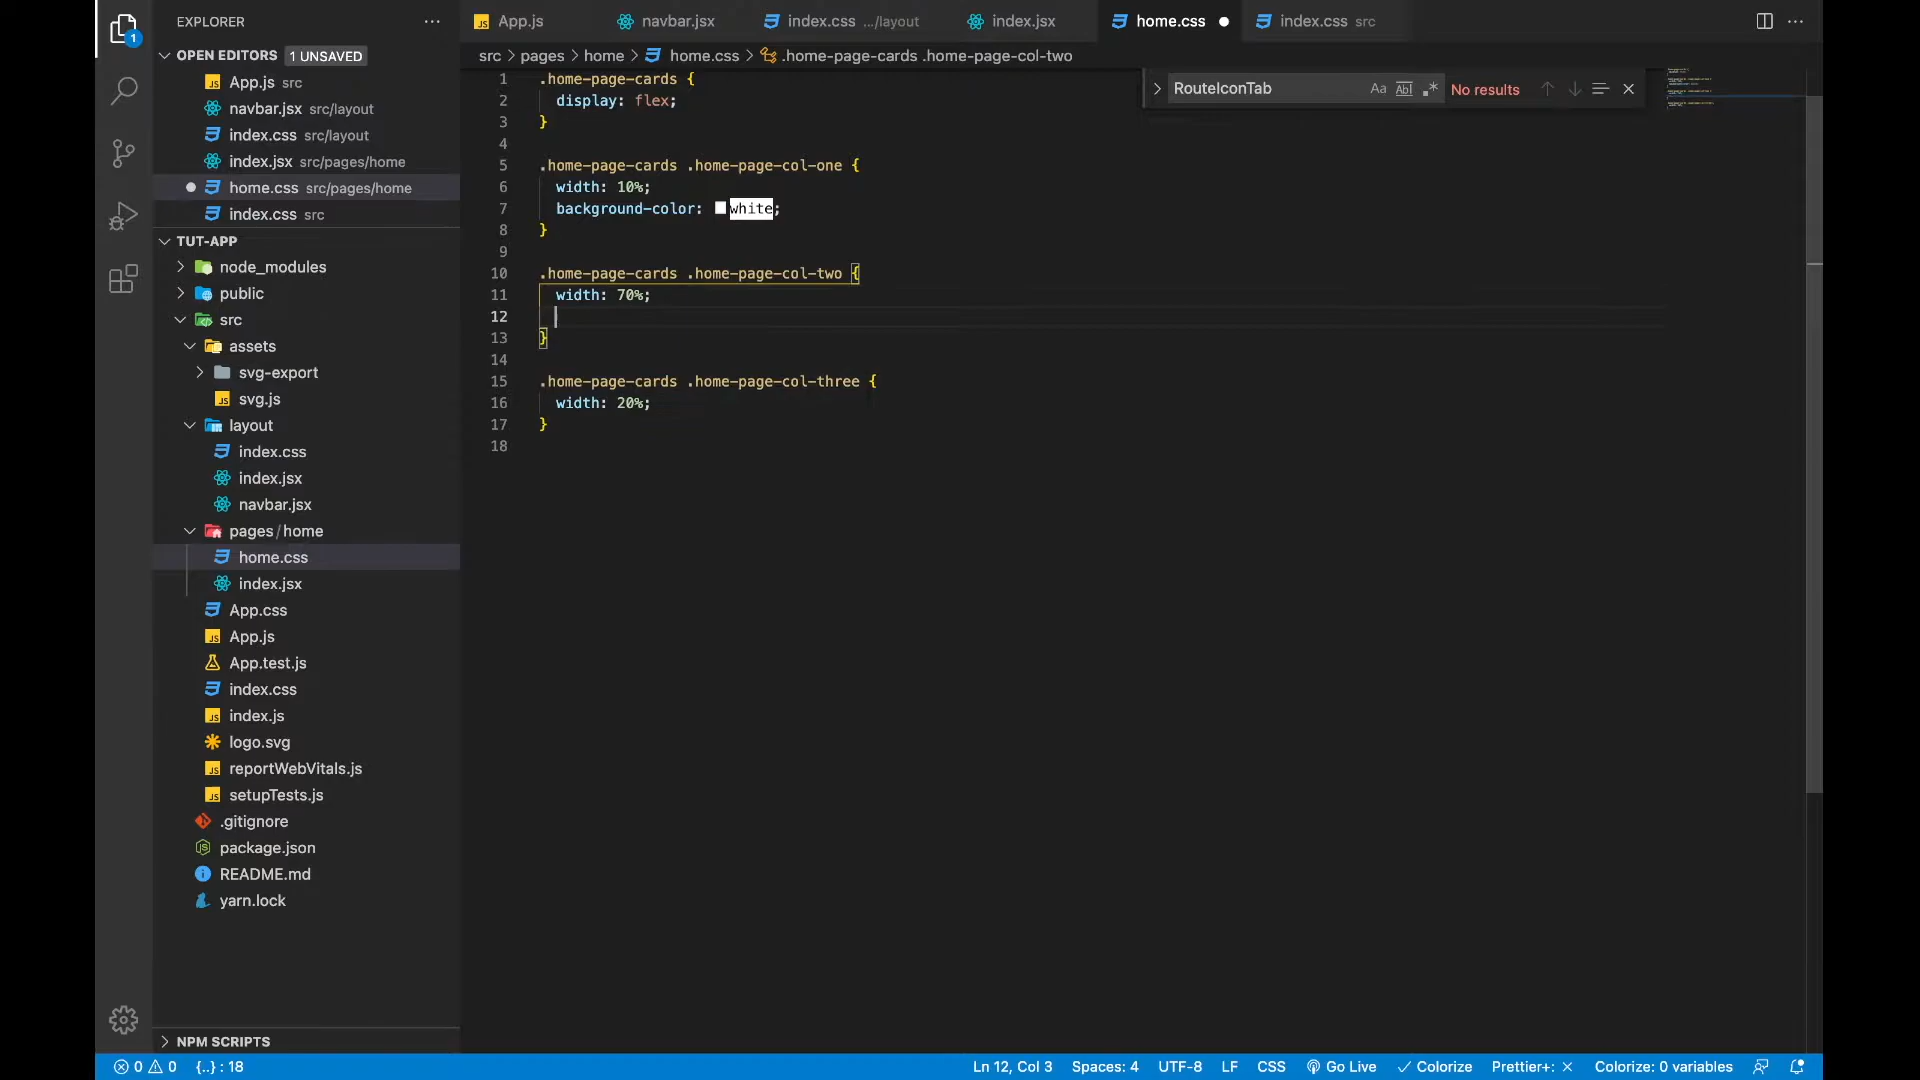 EXPLORER
OPEN EDITORS 1 UNSAVED
App.js src
navbar.jsx src/layout
index.css src/layout
index.jsx src/pages/home
home.css src/pages/home
index.css src
TUT-APP
node_modules
public
src
assets
svg-export
svg.js
layout
index.css
index.jsx
navbar.jsx
pages/home
home.css
index.jsx
App.css
App.js
App.test.js
index.css
index.js
logo.svg
reportWebVitals.js
setupTests.js
.gitignore
package.json
README.md
yarn.lock
NPM SCRIPTS
App.js navbar.jsx index.css .../layout index.jsx home.css index.css src
src > pages > home > home.css > .home-page-cards .home-page-col-two
RouteIconTab Aa Abl No results
1 .home-page-cards {
2 display: flex;
3 }
4
5 .home-page-cards .home-page-col-one {
6 width: 10%;
7 background-color: white;
8 }
9
10 .home-page-cards .home-page-col-two {
11 width: 70%;
12
13 }
14
15 .home-page-cards .home-page-col-three {
16 width: 20%;
17 }
18
1
0 0 {..} : 18 Ln 12, Col 3 Spaces: 4 UTF-8 LF CSS Go Live Colorize Prettier+: Colorize: 0 variables